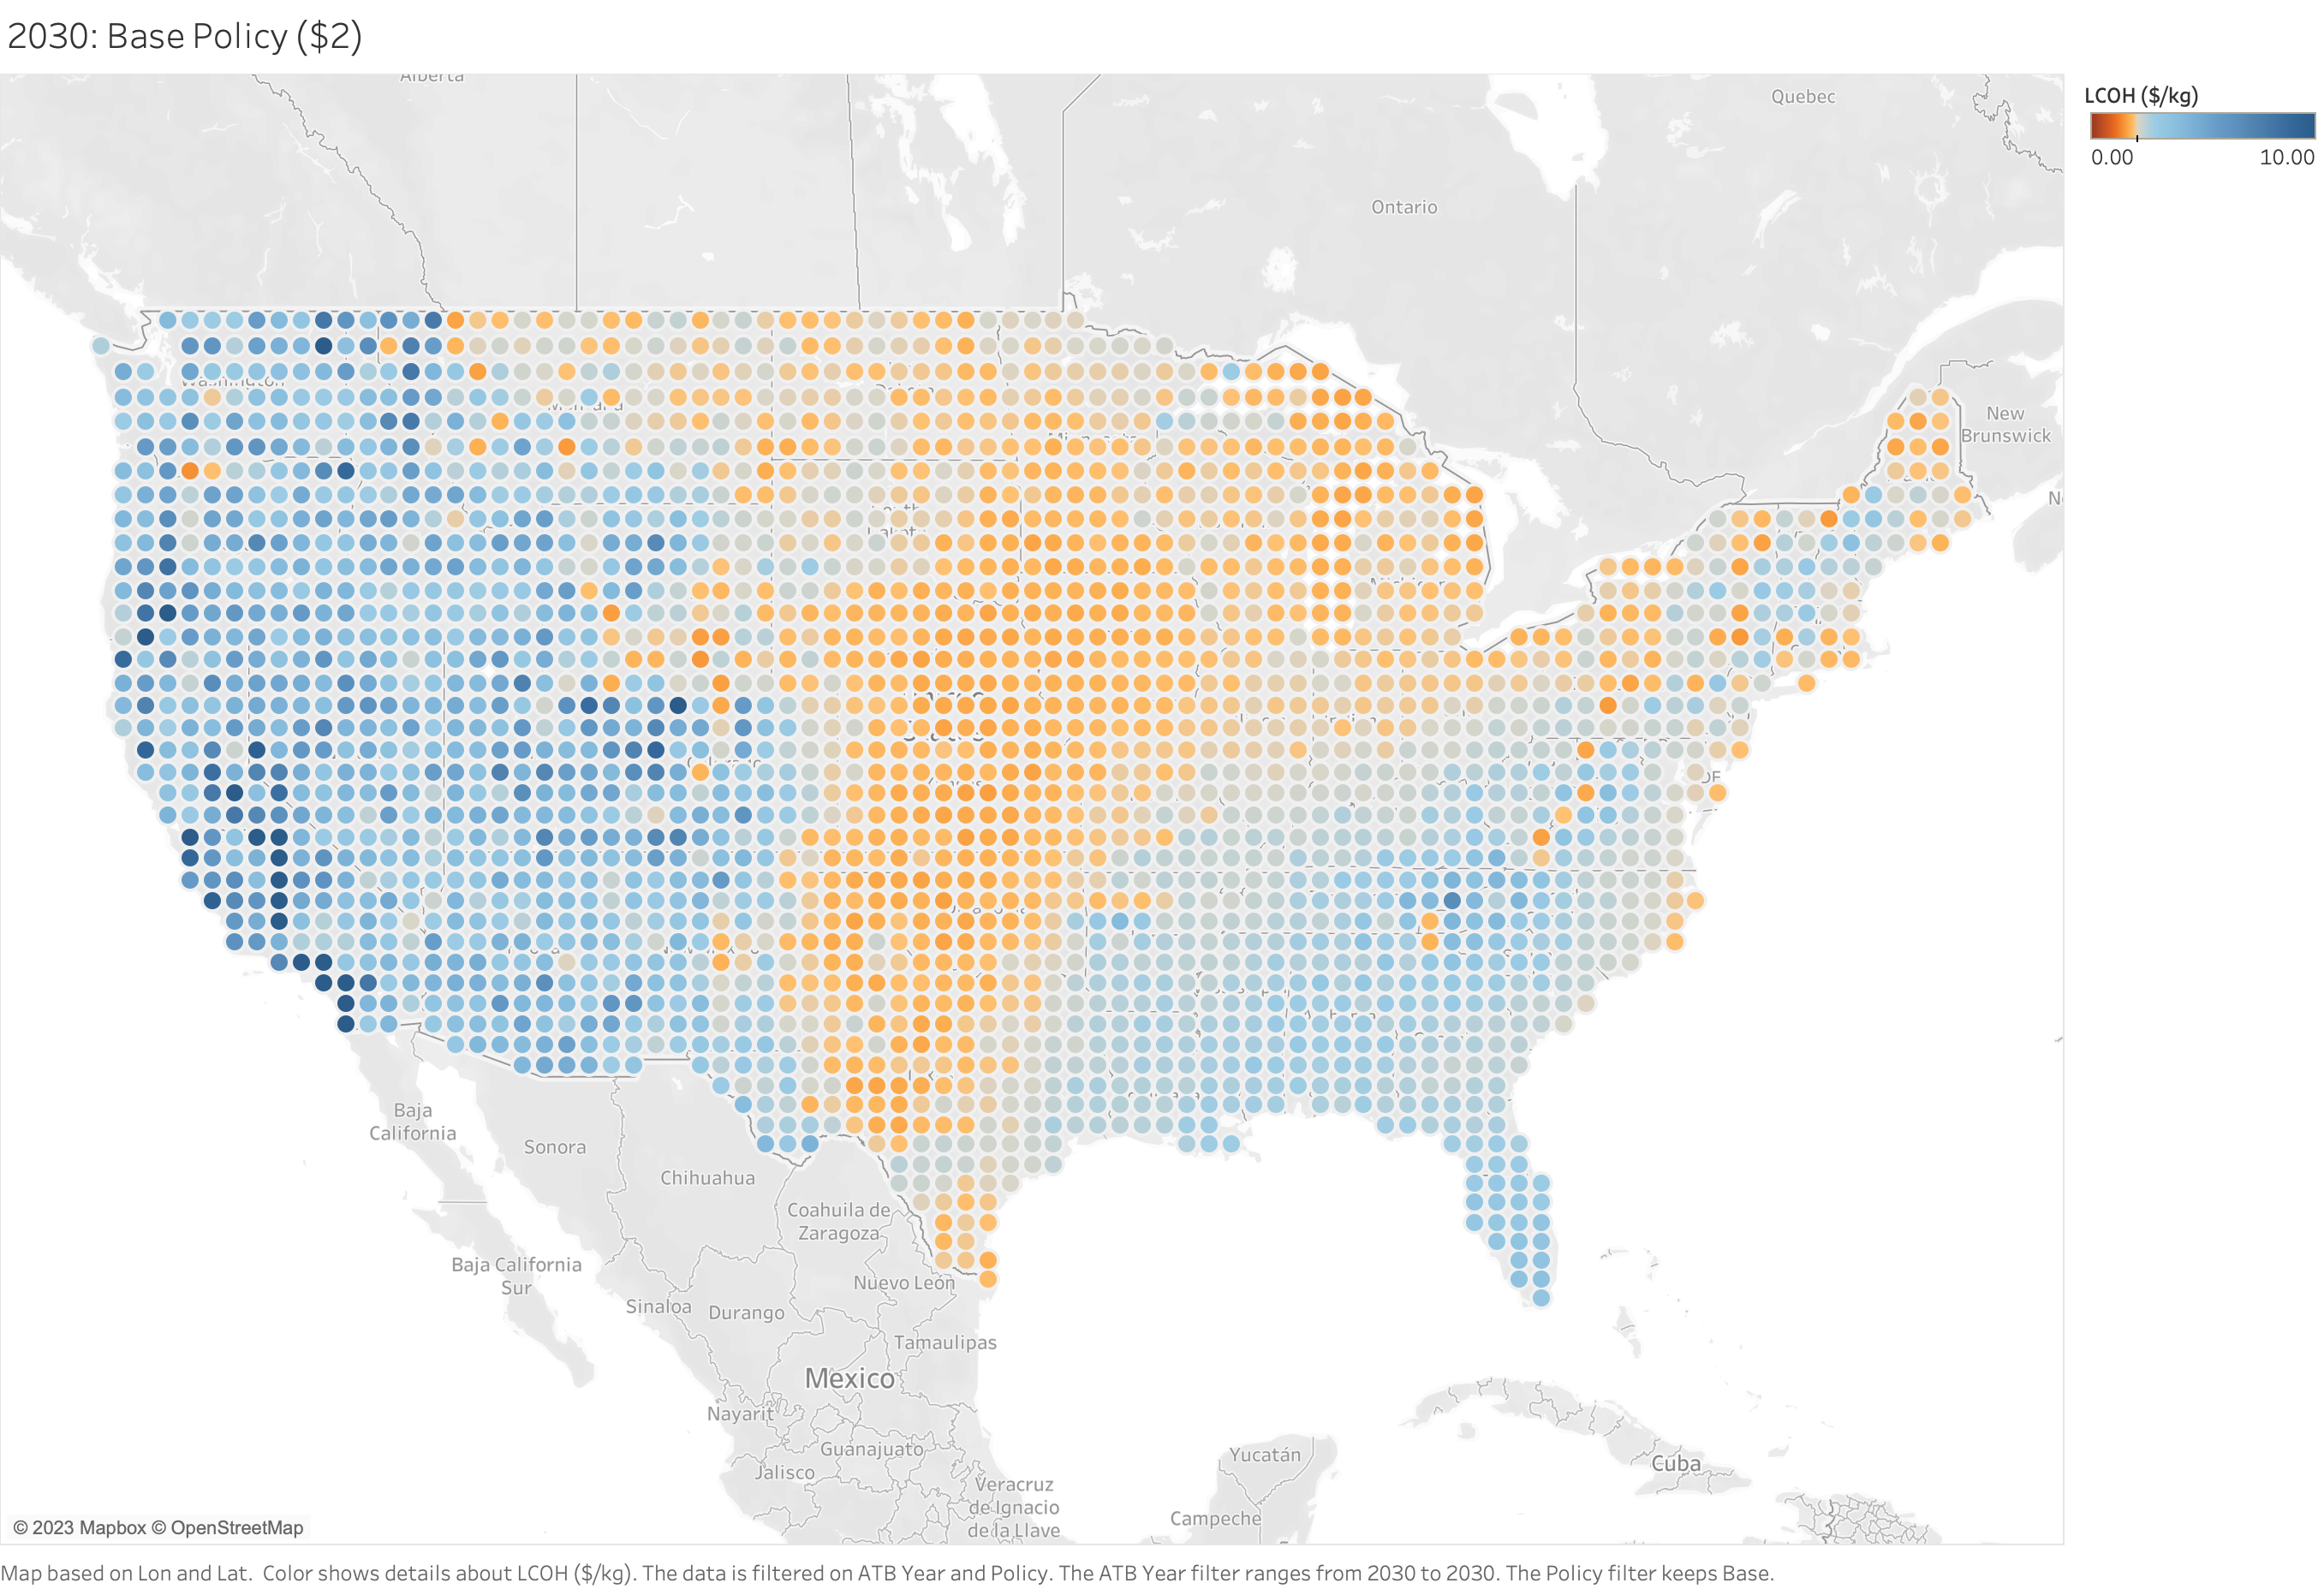 2030: Base Policy ($2)
Alberta
Quebec
LCOH ($/kg)
0.00
10.00
Ontario
Washington
New
Brunswick
Baja
California
Sonora
Chihuahua
Coahuila de
Zaragoza
Baja California
Sur
Nuevo León
Sinaloa
Durango
Tamaulipas
Mexico
Nayarit
Guanajuato
Jalisco
Yucatán
Cuba
Veracruz
de Ignacio
de la Llave
Campeche
© 2023 Mapbox © OpenStreetMap
Map based on Lon and Lat. Color shows details about LCOH ($/kg). The data is filtered on ATB Year and Policy. The ATB Year filter ranges from 2030 to 2030. The Policy filter keeps Base.